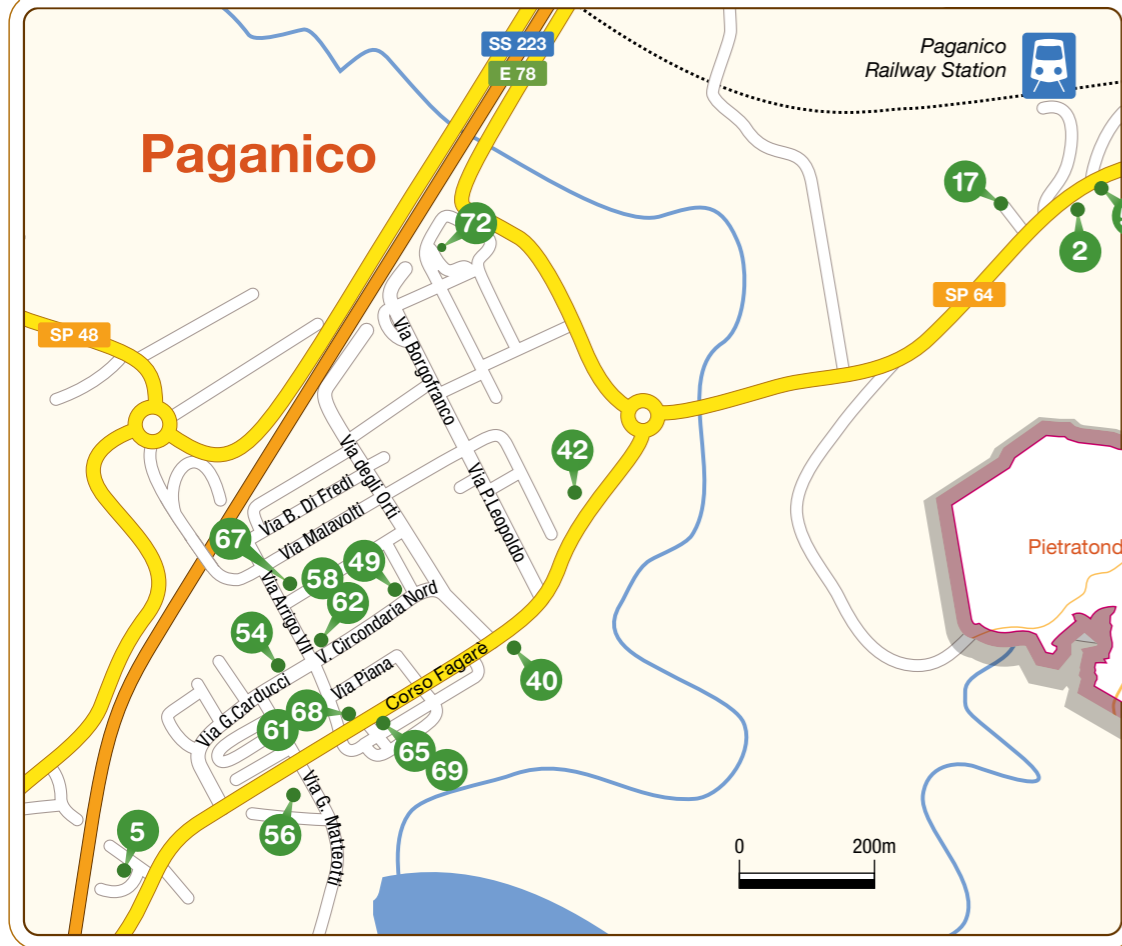 SS 223
E 78
Paganico
Railway Station
Paganico
17
72
2
SP 64
SP 48
Via Borgofranco
42
Via degli Orti
Via P.Leopoldo
Via B. Di Fredi
Via Malavolti
67
58
49
62
Via Arrigo VII
V. Circondaria Nord
Pietratond
54
Via Piana
Corso Fagarè
40
Via G.Carducci
68
61
65
69
Via G. Matteotti
56
5
0
200m